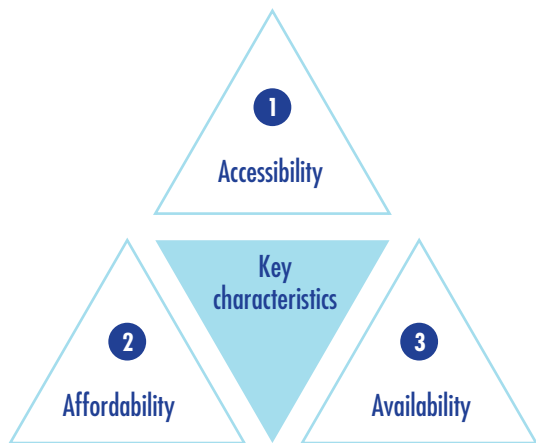 1
Accessibility
Key
characteristics
2
Affordability
3
Availability